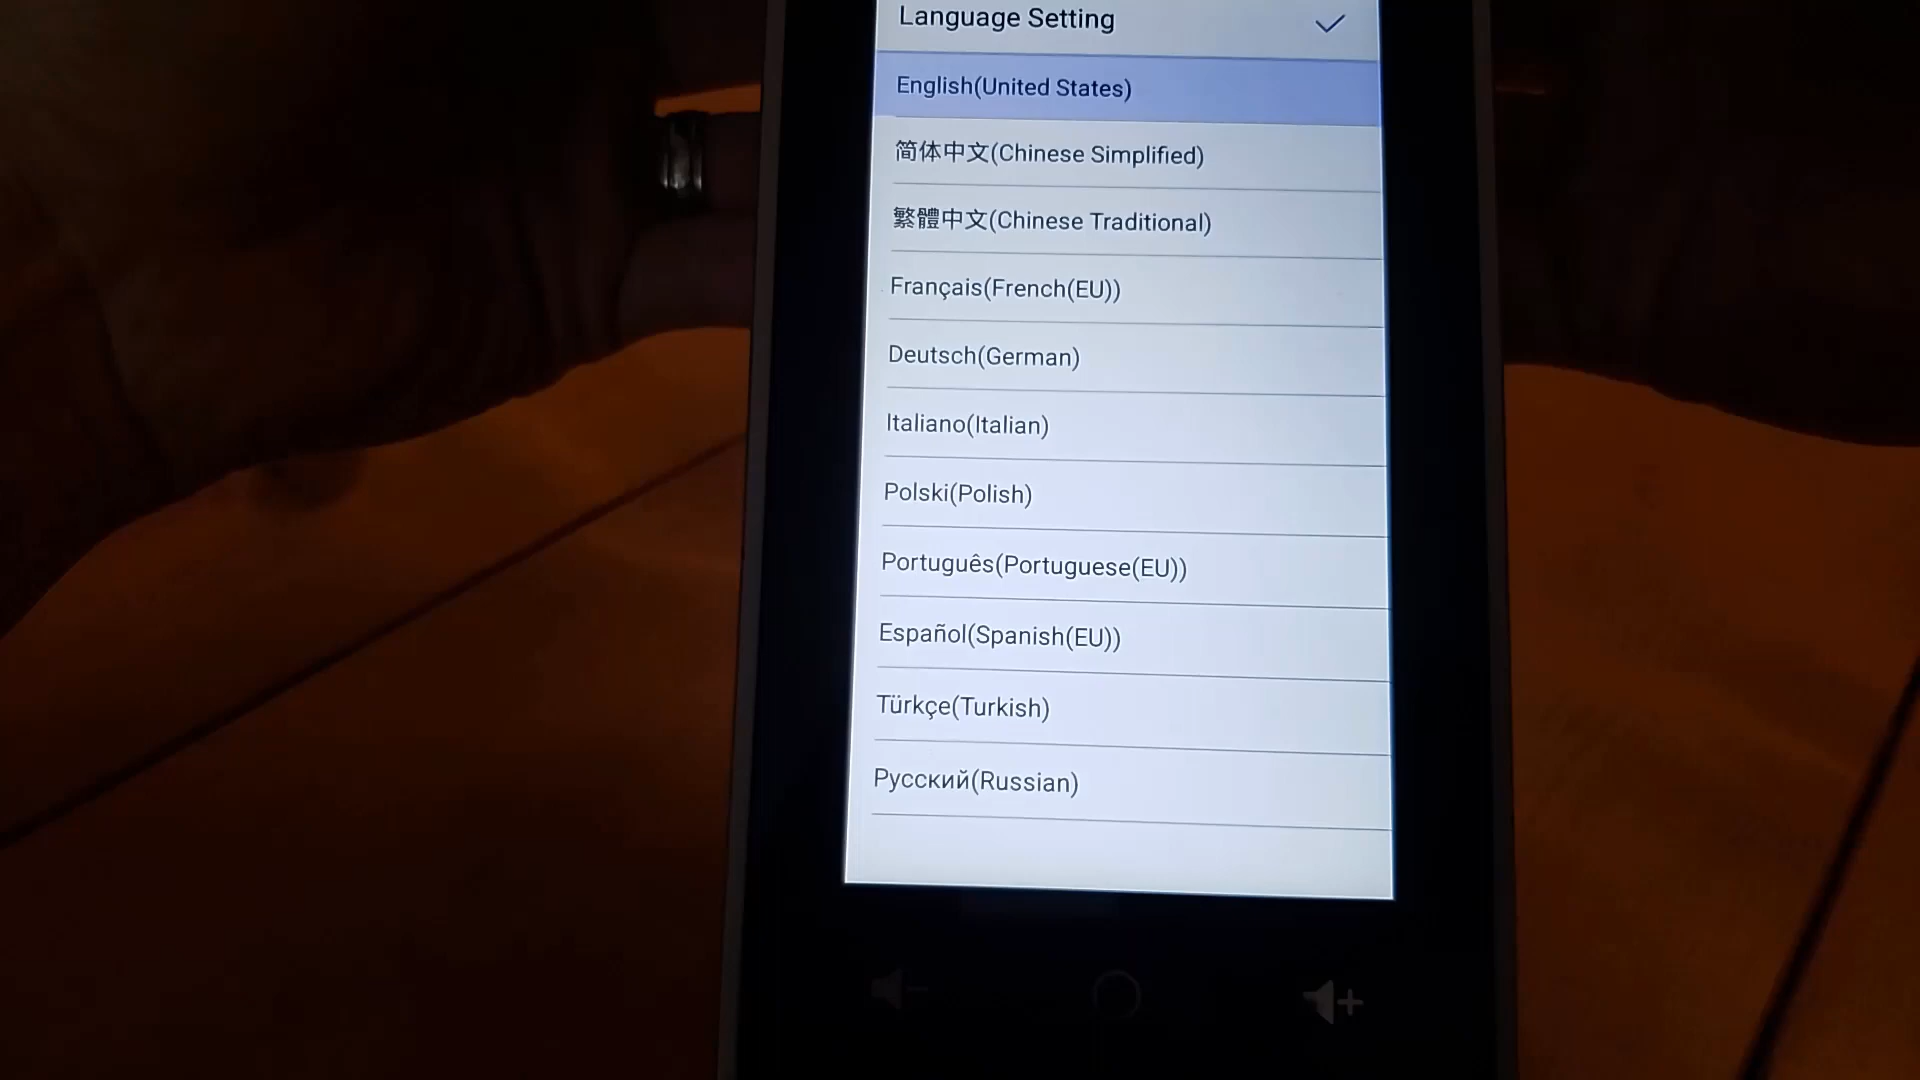 Language Setting
English(United States)
简体中文(Chinese Simplified)
繁體中文(Chinese Traditional)
Français(French(EU))
Deutsch(German)
Italiano(Italian)
Polski(Polish)
Português(Portuguese(EU))
Español(Spanish(EU))
Türkçe(Turkish)
Русский(Russian)